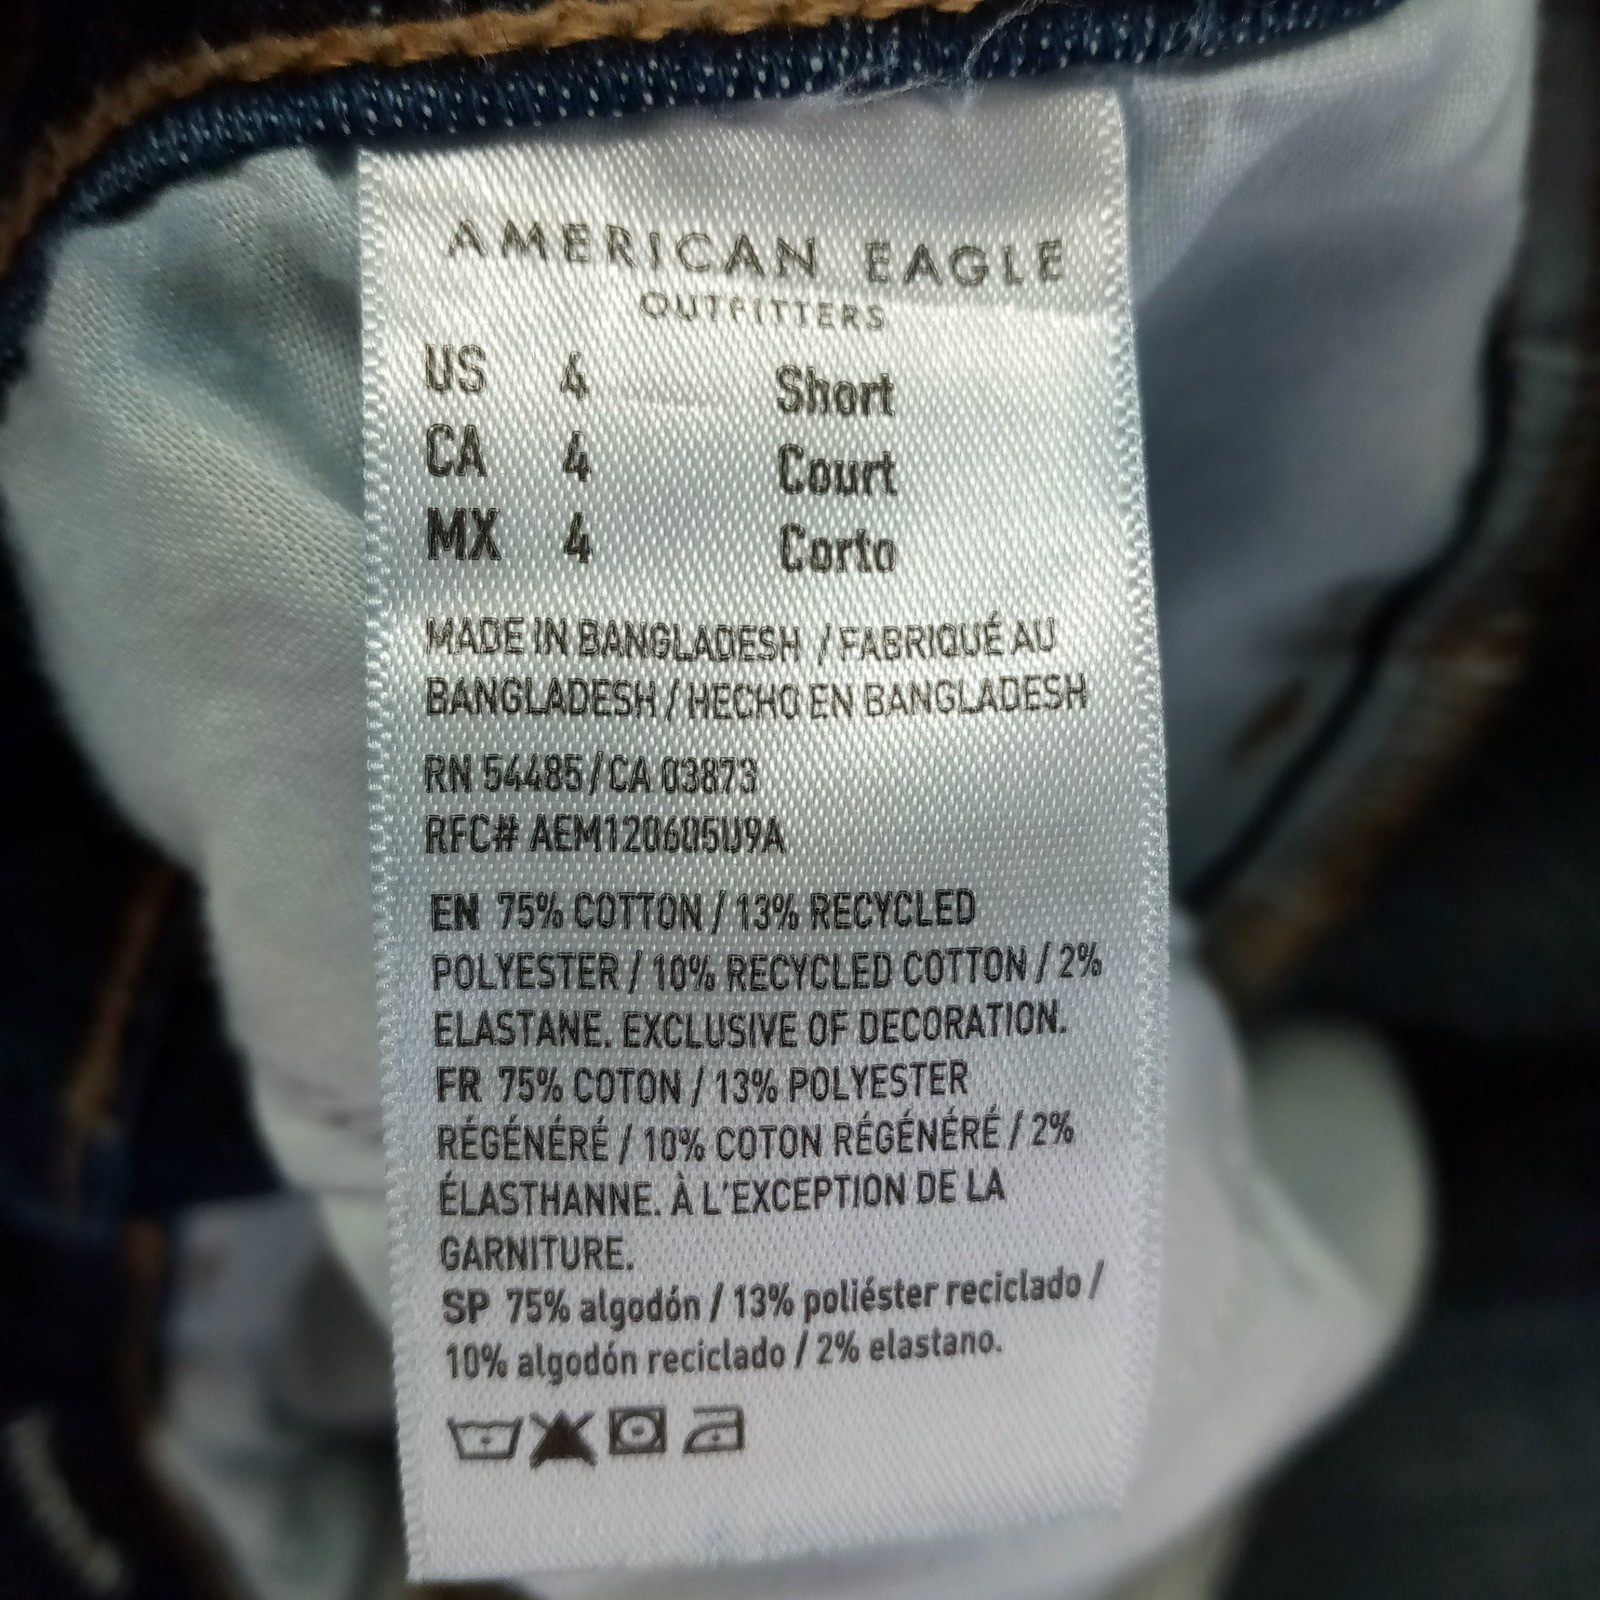 AMERICAN EAGLE
OUTFITTERS
US 4 Short
CA 4 Court
MX 4 Corto
MADE IN BANGLADESH / FABRIQUÉ AU
BANGLADESH / HECHO EN BANGLADESH
RN 54485 / CA 03873
RFC# AEM120605U9A
EN 75% COTTON / 13% RECYCLED
POLYESTER / 10% RECYCLED COTTON / 2%
ELASTANE. EXCLUSIVE OF DECORATION.
FR 75% COTON / 13% POLYESTER
RÉGÉNÉRÉ / 10% COTON RÉGÉNÉRÉ / 2%
ÉLASTHANNE. À L'EXCEPTION DE LA
GARNITURE.
SP 75% algodón / 13% poliéster reciclado /
10% algodón reciclado / 2% elastano.